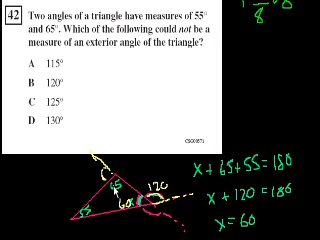 42 Two angles of a triangle have measures of 55°
and 65°. Which of the following could not be a
measure of an exterior angle of the triangle?
A 115°
B 120°
C 125°
D 130°
8
x + 65 + 55 = 180
x + 120 = 180
x = 60
65
120
60
55